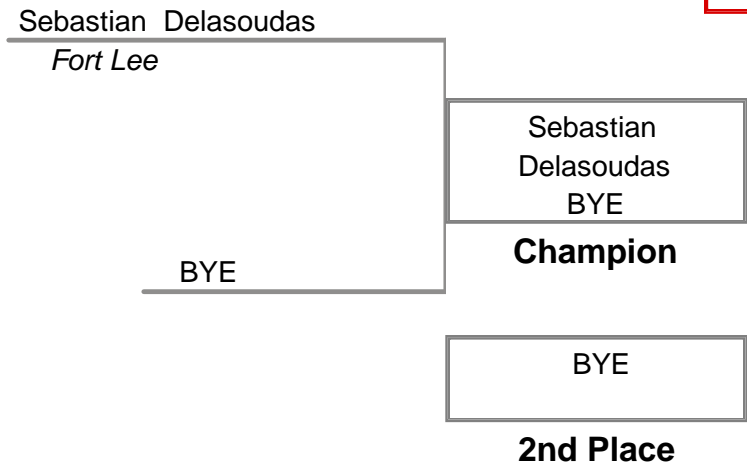 Sebastian Delasoudas
Fort Lee
Sebastian
Delasoudas
BYE
Champion
BYE
BYE
2nd Place